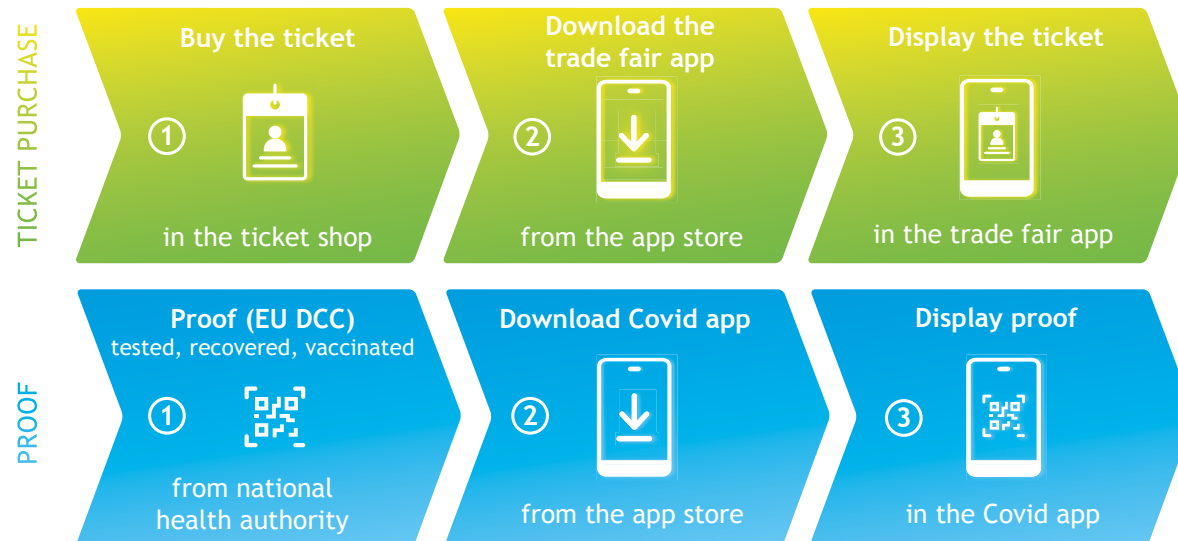 TICKET PURCHASE
Buy the ticket
1
in the ticket shop
Download the
trade fair app
2
from the app store
Display the ticket
3
in the trade fair app
PROOF
Proof (EU DCC)
tested, recovered, vaccinated
1
from national
health authority
Download Covid app
2
from the app store
Display proof
3
in the Covid app